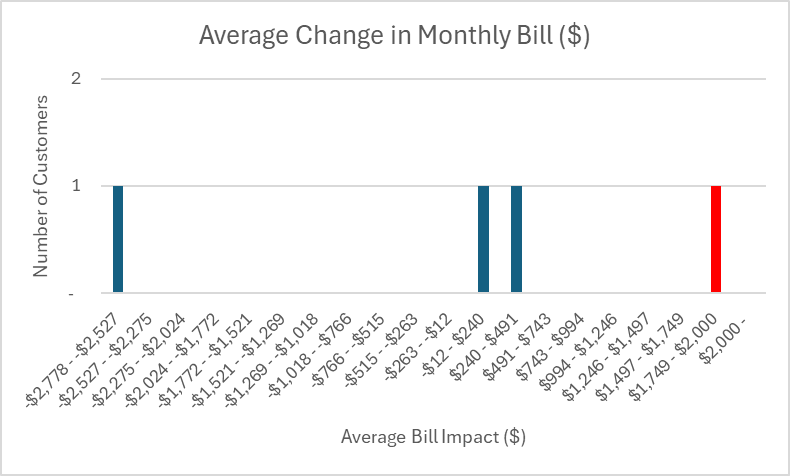 Average Change in Monthly Bill ($)
Number of Customers
2
1
-
-$2,778 - -$2,527
-$2,527 - -$2,275
-$2,275 - -$2,024
-$2,024 - -$1,772
-$1,772 - -$1,521
-$1,521 - -$1,269
-$1,269 - -$1,018
-$1,018 - -$766
-$766 - -$515
-$515 - -$263
-$263 - -$12
-$12 - $240
$240 - $491
$491 - $743
$743 - $994
$994 - $1,246
$1,246 - $1,497
$1,497 - $1,749
$1,749 - $2,000
$2,000 -
Average Bill Impact ($)